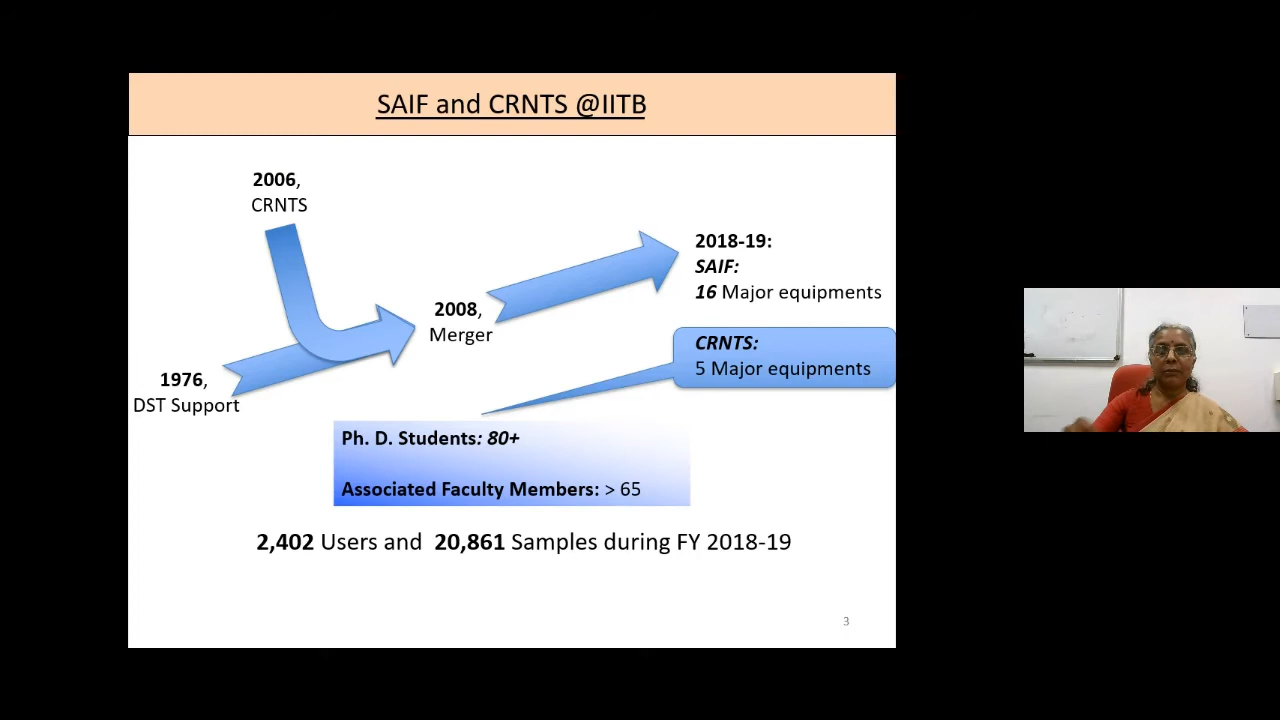 SAIF and CRNTS @IITB
2006,
CRNTS
2018-19:
SAIF:
16 Major equipments
2008,
Merger
CRNTS:
5 Major equipments
1976,
DST Support
Ph. D. Students: 80+
Associated Faculty Members: > 65
2,402 Users and 20,861 Samples during FY 2018-19
3